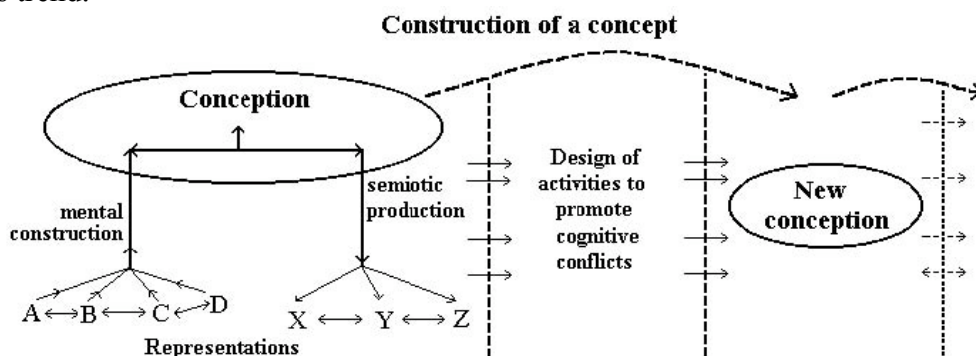 Construction of a concept
Conception
mental
construction
semiotic
production
Design of
activities to
promote
cognitive
conflicts
New
conception
A B C D
X Y Z
Representations